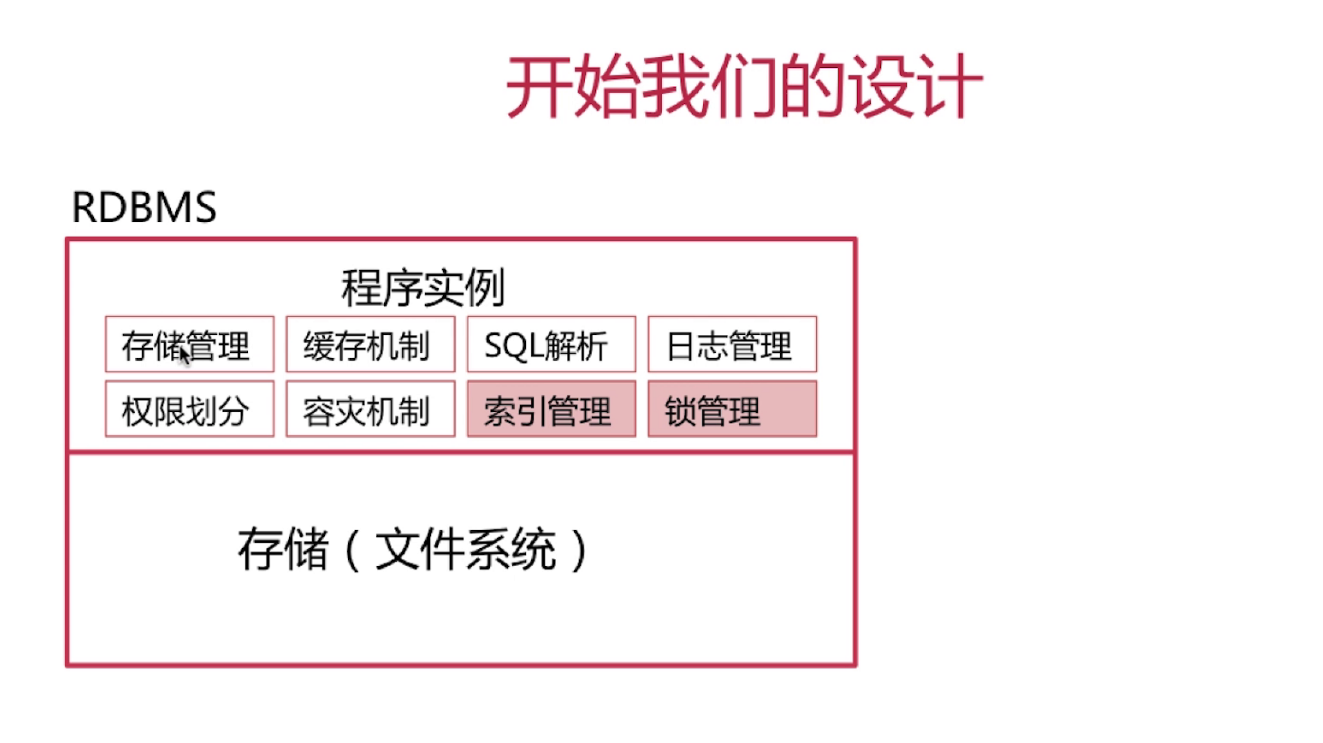 开始我们的设计
RDBMS
程序实例
存储管理 缓存机制 SQL解析 日志管理
权限划分 容灾机制 索引管理 锁管理
存储（文件系统）